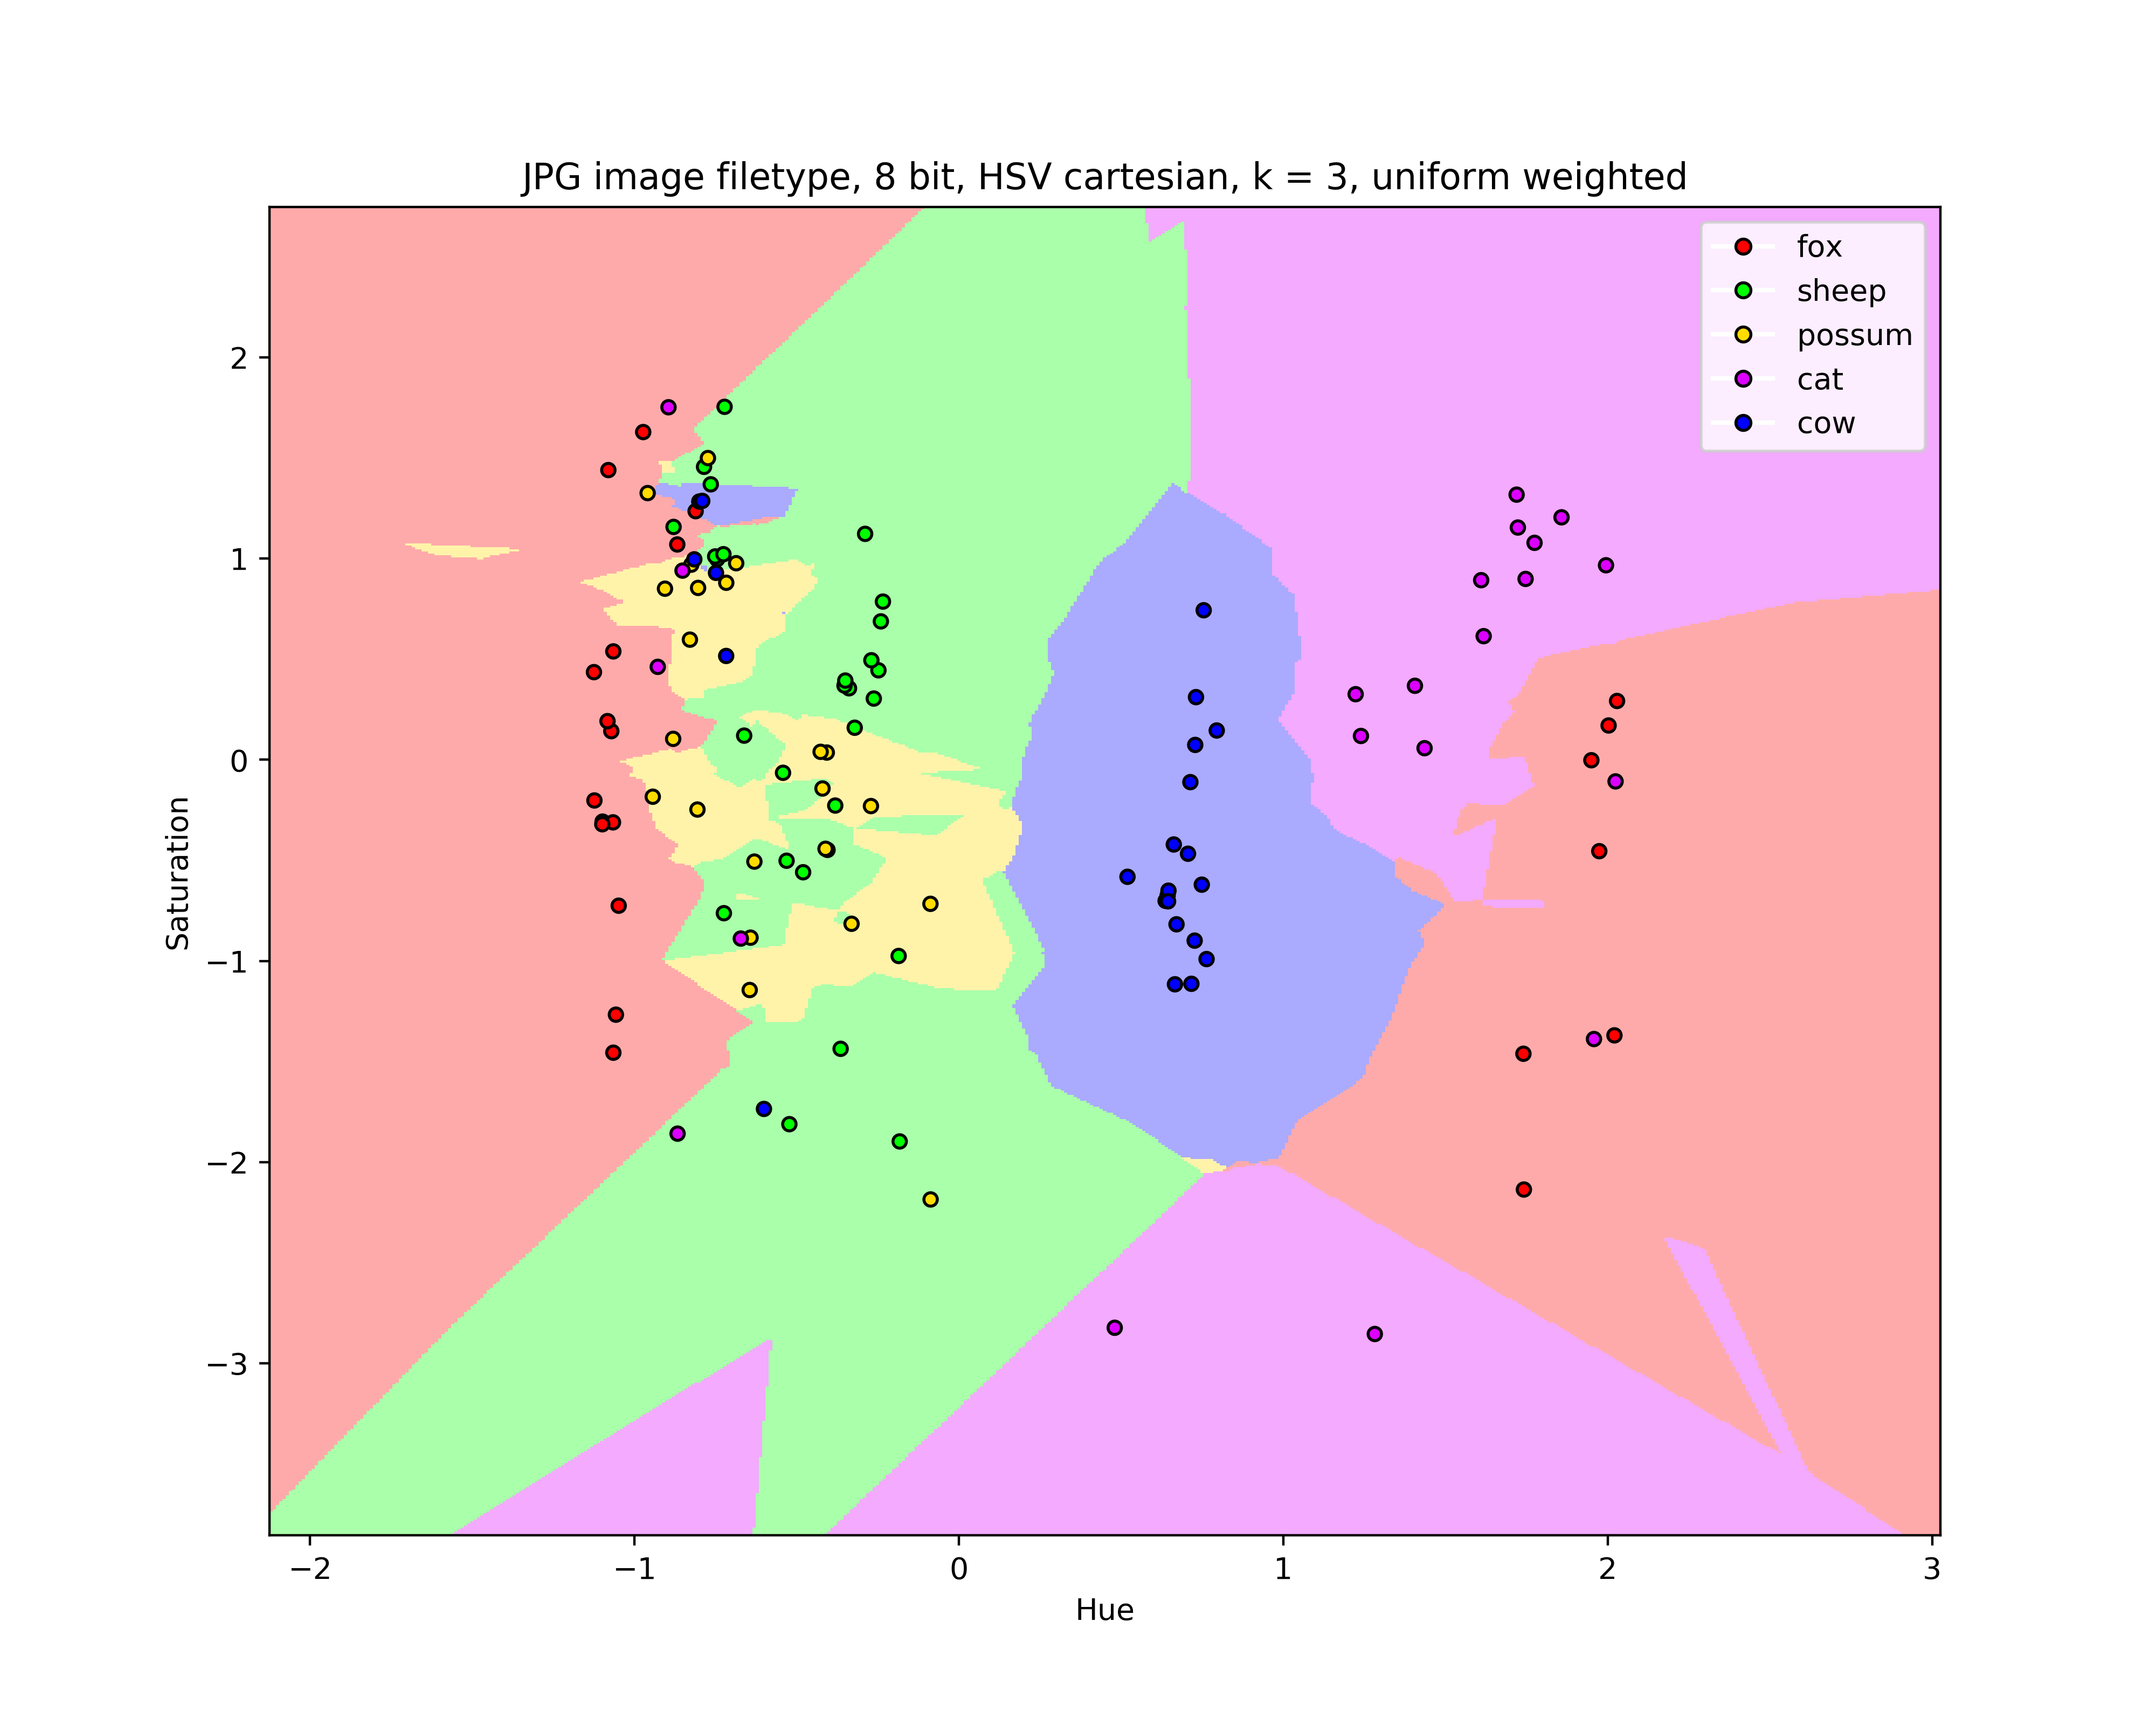 JPG image filetype, 8 bit, HSV cartesian, k = 3, uniform weighted
fox
sheep
possum
cat
cow
2
1
0
−1
−2
−3
Saturation
−2 −1 0 1 2 3
Hue